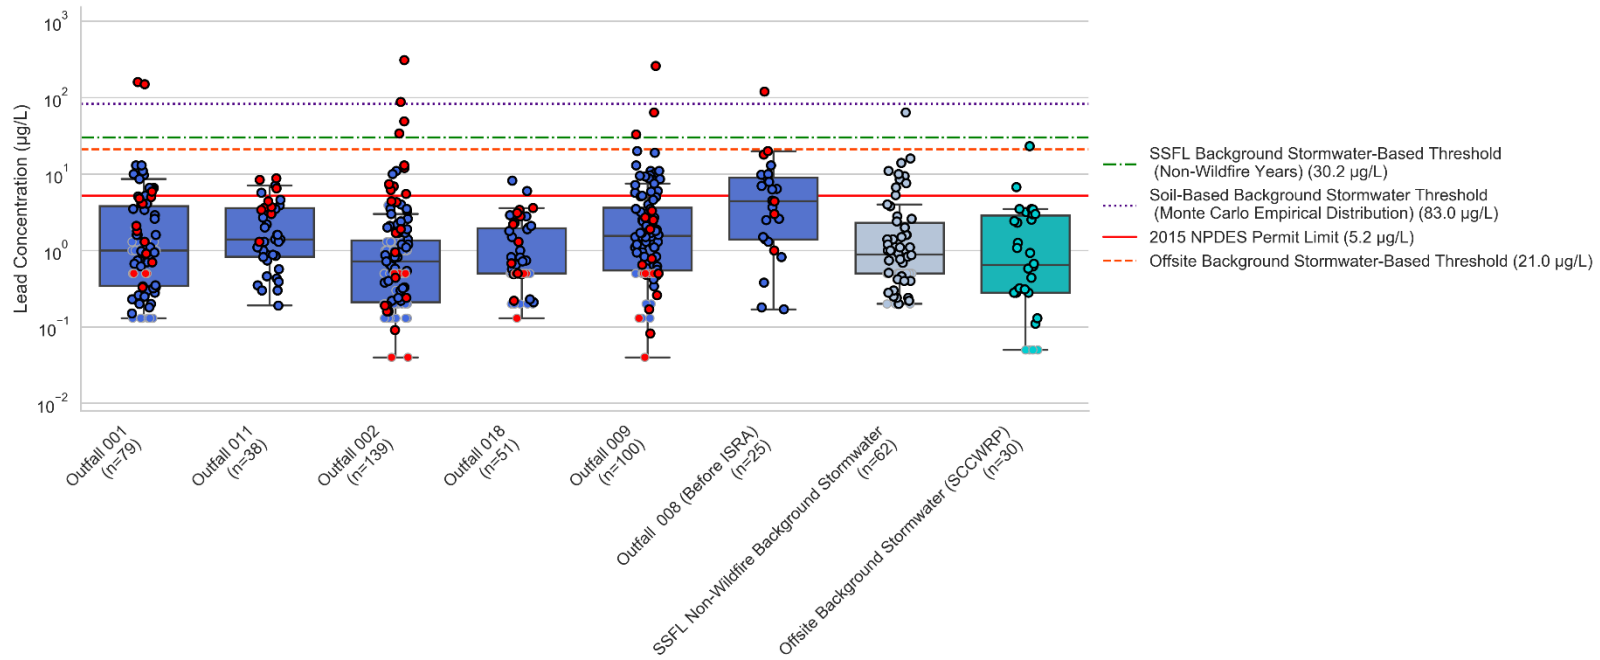 10³
10²
10¹
10⁰
10⁻¹
10⁻²
Lead Concentration (µg/L)
Outfall 001
(n=79)
Outfall 011
(n=38)
Outfall 002
(n=139)
Outfall 018
(n=51)
Outfall 009
(n=100)
Outfall 008 (Before ISRA)
(n=25)
SSFL Non-Wildfire Background Stormwater
(n=62)
Offsite Background Stormwater (SCCWRP)
(n=30)
SSFL Background Stormwater-Based Threshold
(Non-Wildfire Years) (30.2 µg/L)
Soil-Based Background Stormwater Threshold
(Monte Carlo Empirical Distribution) (83.0 µg/L)
2015 NPDES Permit Limit (5.2 µg/L)
Offsite Background Stormwater-Based Threshold (21.0 µg/L)